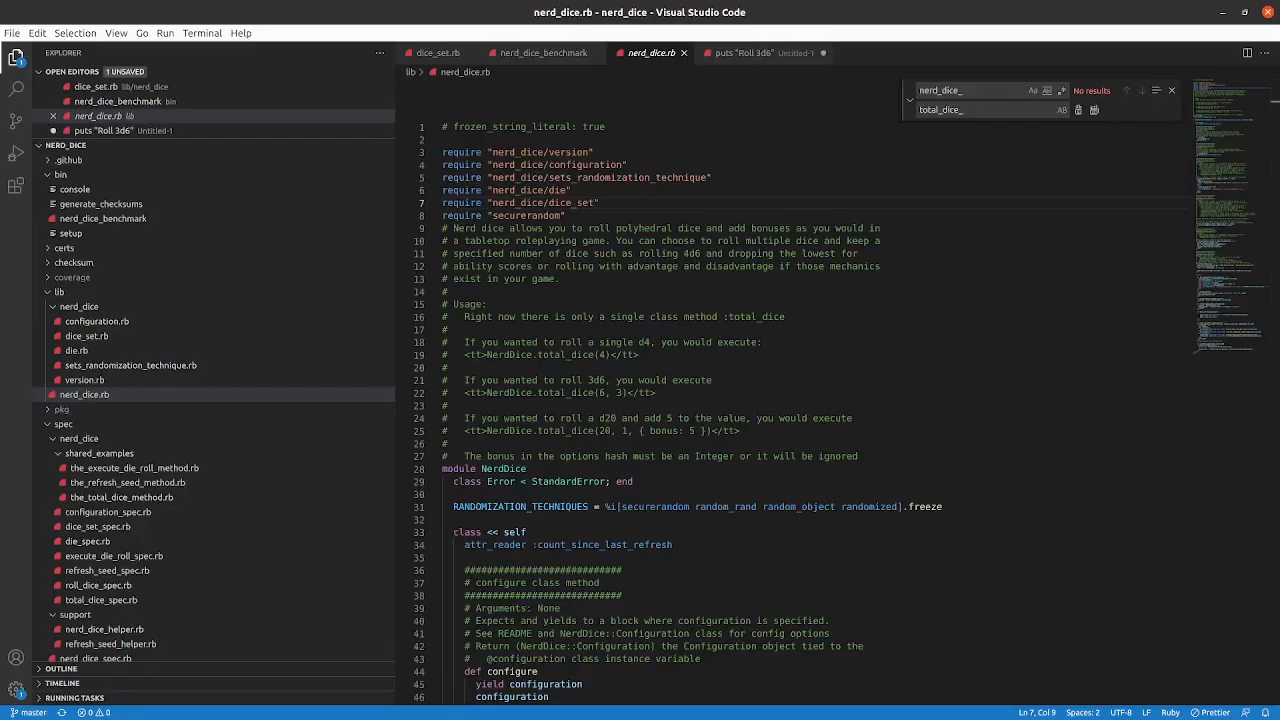 nerd_dice.rb - nerd_dice - Visual Studio Code
File Edit Selection View Go Run Terminal Help
EXPLORER
OPEN EDITORS 1 UNSAVED
dice_set.rb lib/nerd_dice
nerd_dice_benchmark bin
nerd_dice.rb lib
puts "Roll 3d6" Untitled-1
NERD_DICE
.github
bin
console
generate_checksums
nerd_dice_benchmark
setup
certs
checksum
coverage
lib
nerd_dice
configuration.rb
dice_set.rb
die.rb
sets_randomization_technique.rb
version.rb
nerd_dice.rb
pkg
spec
nerd_dice
shared_examples
the_execute_die_roll_method.rb
the_refresh_seed_method.rb
the_total_dice_method.rb
configuration_spec.rb
dice_set_spec.rb
die_spec.rb
execute_die_roll_spec.rb
refresh_seed_spec.rb
roll_dice_spec.rb
total_dice_spec.rb
support
nerd_dice_helper.rb
refresh_seed_helper.rb
nerd_dice_spec.rb
OUTLINE
TIMELINE
RUNNING TASKS
dice_set.rb nerd_dice_benchmark nerd_dice.rb puts "Roll 3d6" Untitled-1
lib > nerd_dice.rb
nerd_dice_ Aa No results
total_dice_ AB
1 # frozen_string_literal: true
2
3 require "nerd_dice/version"
4 require "nerd_dice/configuration"
5 require "nerd_dice/sets_randomization_technique"
6 require "nerd_dice/die"
7 require "nerd_dice/dice_set"
8 require "securerandom"
9 # Nerd dice allows you to roll polyhedral dice and add bonuses as you would in
10 # a tabletop roleplaying game. You can choose to roll multiple dice and keep a
11 # specified number of dice such as rolling 4d6 and dropping the lowest for
12 # ability scores or rolling with advantage and disadvantage if those mechanics
13 # exist in your game.
14 #
15 # Usage:
16 #   Right now there is only a single class method :total_dice
17 #
18 #   If you wanted to roll a single d4, you would execute:
19 #   <tt>NerdDice.total_dice(4)</tt>
20 #
21 #   If you wanted to roll 3d6, you would execute
22 #   <tt>NerdDice.total_dice(6, 3)</tt>
23 #
24 #   If you wanted to roll a d20 and add 5 to the value, you would execute
25 #   <tt>NerdDice.total_dice(20, 1, { bonus: 5 })</tt>
26 #
27 #   The bonus in the options hash must be an Integer or it will be ignored
28 module NerdDice
29   class Error < StandardError; end
30
31   RANDOMIZATION_TECHNIQUES = %i[securerandom random_rand random_object randomized].freeze
32
33   class << self
34     attr_reader :count_since_last_refresh
35
36     ############################
37     # configure class method
38     ############################
39     # Arguments: None
40     # Expects and yields to a block where configuration is specified.
41     # See README and NerdDice::Configuration class for config options
42     # Return (NerdDice::Configuration) the Configuration object tied to the
43     #   @configuration class instance variable
44     def configure
45       yield configuration
46       configuration
master 0 0 Ln 7, Col 9 Spaces: 2 UTF-8 LF Ruby Prettier